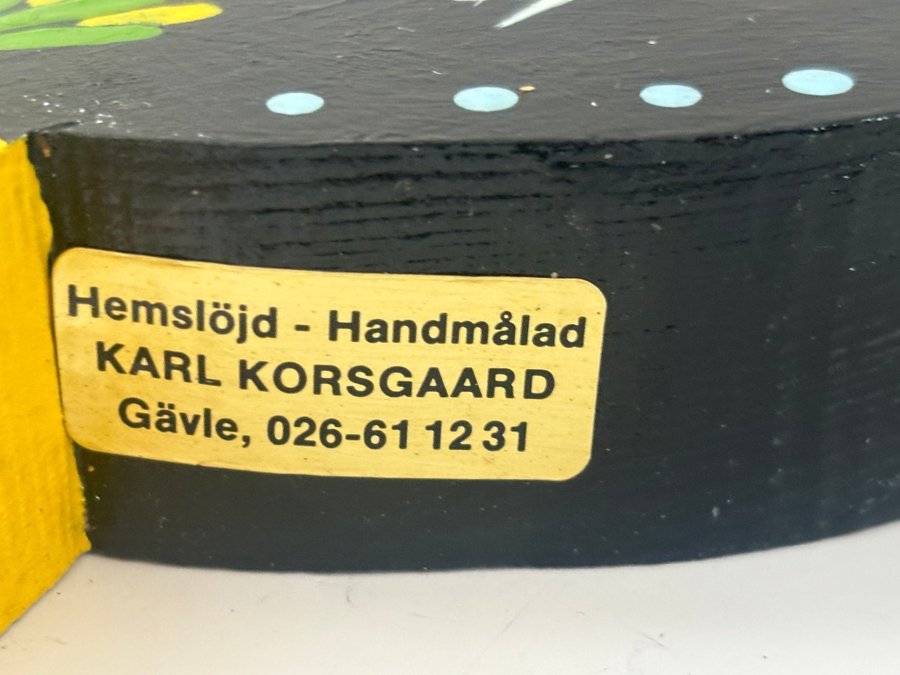 Hemslöjd - Handmålad
KARL KORSGAARD
Gävle, 026-61 12 31